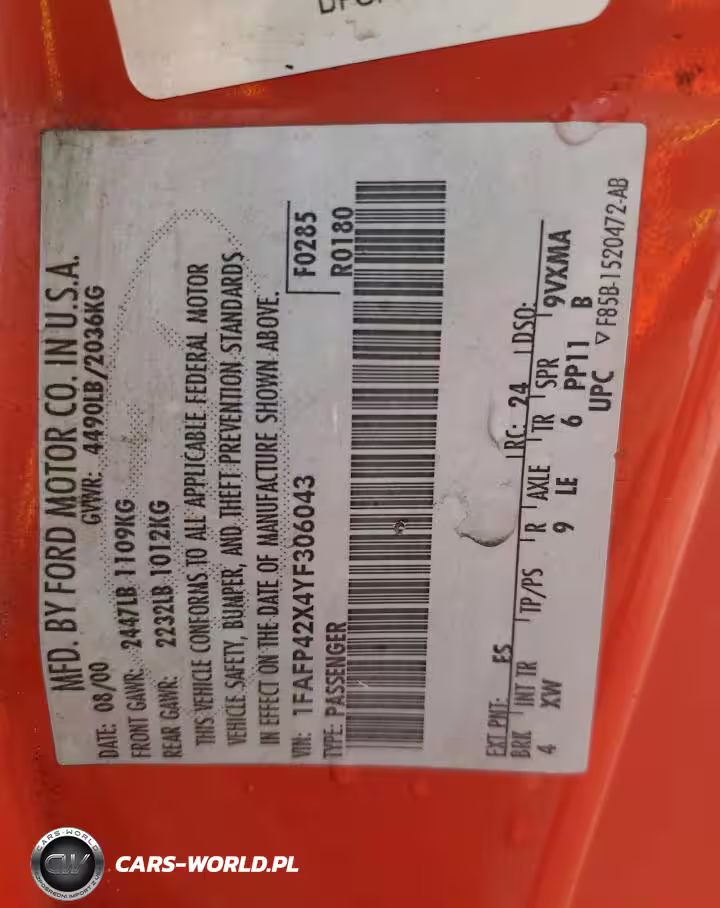 MFD. BY FORD MOTOR CO. IN U.S.A.
DATE: 08/00 GVWR: 4490LB/2036KG
FRONT GAWR: 2447LB 1109KG
REAR GAWR: 2232LB 1012KG
THIS VEHICLE CONFORMS TO ALL APPLICABLE FEDERAL MOTOR
VEHICLE SAFETY, BUMPER, AND THEFT PREVENTION STANDARDS
IN EFFECT ON THE DATE OF MANUFACTURE SHOWN ABOVE.
VIN: 1FAFP42X4YF306043 F0285
TYPE: PASSENGER R0180
EXT PNT: ES RC: 24 DSO:
BRK INT TR TP/PS R AXLE TR SPR 9VXMA
4 XW 9 LE 6 PP11 B
UPC ▽ F85B-1520472-AB
CARS-WORLD
CW
CARS-WORLD.PL